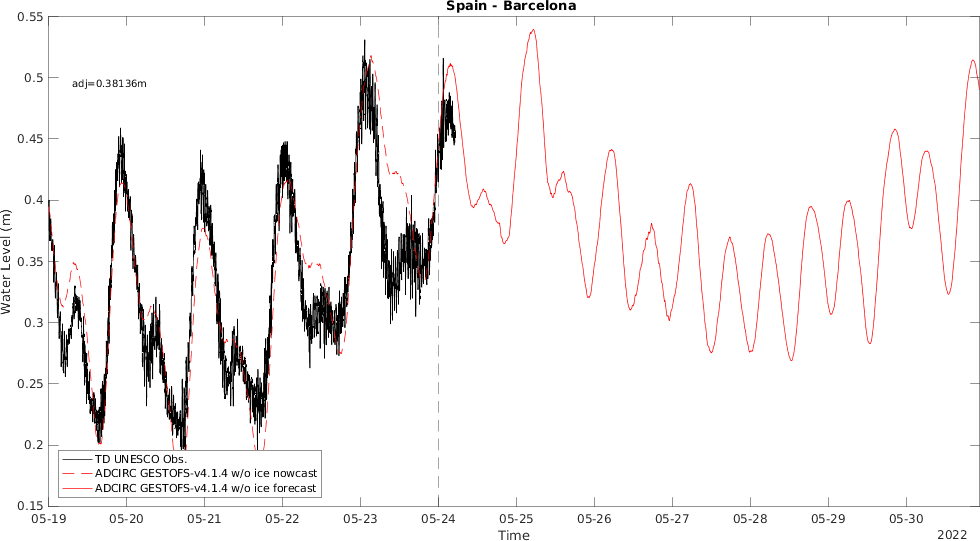 Spain - Barcelona
0.55
0.5
0.45
0.4
0.35
0.3
0.25
0.2
0.15
Water Level (m)
adj=0.38136m
TD UNESCO Obs.
ADCIRC GESTOFS-v4.1.4 w/o ice nowcast
ADCIRC GESTOFS-v4.1.4 w/o ice forecast
05-19 05-20 05-21 05-22 05-23 05-24 05-25 05-26 05-27 05-28 05-29 05-30
Time
2022